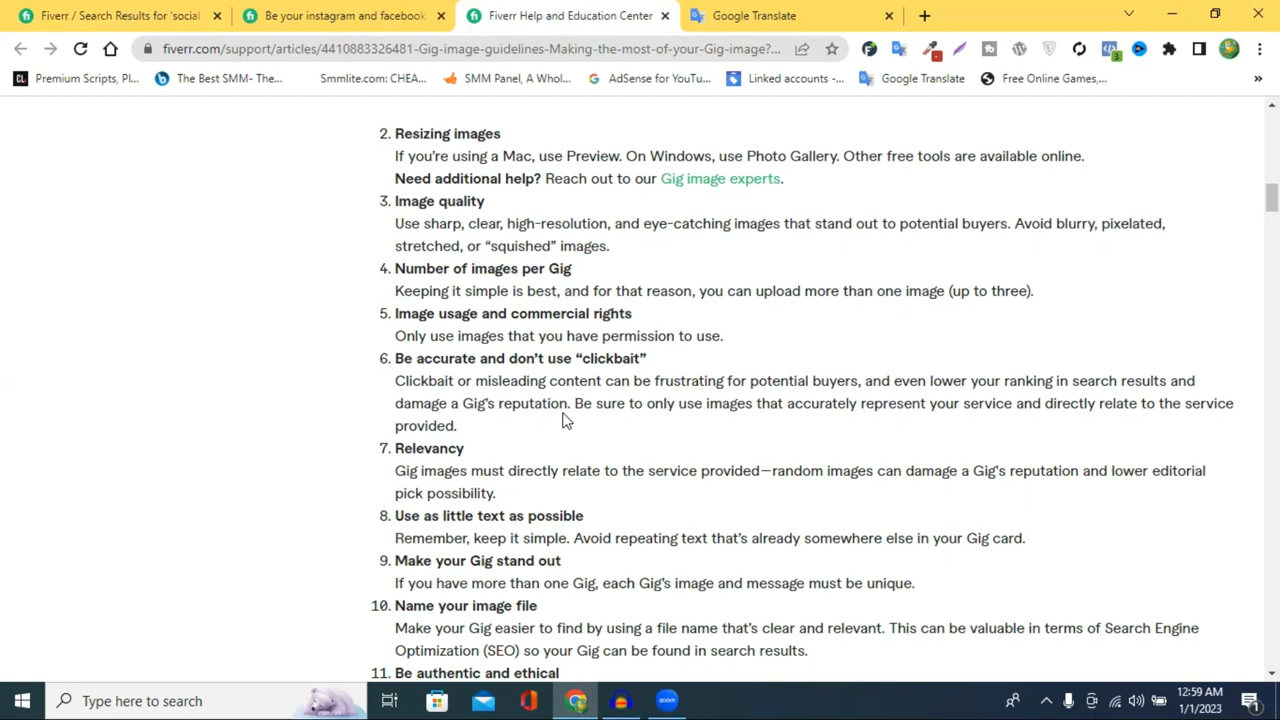 Fiverr / Search Results for 'social
Be your instagram and facebook
Fiverr Help and Education Center
Google Translate
fiverr.com/support/articles/4410883326481-Gig-image-guidelines-Making-the-most-of-your-Gig-image?...
3
Premium Scripts, Pl...
The Best SMM- The...
Smmlite.com: CHEA...
SMM Panel, A Whol...
AdSense for YouTu...
Linked accounts -...
Google Translate
Free Online Games,...
2. Resizing images
If you're using a Mac, use Preview. On Windows, use Photo Gallery. Other free tools are available online.
Need additional help? Reach out to our Gig image experts.
3. Image quality
Use sharp, clear, high-resolution, and eye-catching images that stand out to potential buyers. Avoid blurry, pixelated,
stretched, or “squished” images.
4. Number of images per Gig
Keeping it simple is best, and for that reason, you can upload more than one image (up to three).
5. Image usage and commercial rights
Only use images that you have permission to use.
6. Be accurate and don't use “clickbait”
Clickbait or misleading content can be frustrating for potential buyers, and even lower your ranking in search results and
damage a Gig's reputation. Be sure to only use images that accurately represent your service and directly relate to the service
provided.
7. Relevancy
Gig images must directly relate to the service provided—random images can damage a Gig's reputation and lower editorial
pick possibility.
8. Use as little text as possible
Remember, keep it simple. Avoid repeating text that's already somewhere else in your Gig card.
9. Make your Gig stand out
If you have more than one Gig, each Gig's image and message must be unique.
10. Name your image file
Make your Gig easier to find by using a file name that's clear and relevant. This can be valuable in terms of Search Engine
Optimization (SEO) so your Gig can be found in search results.
11. Be authentic and ethical
Type here to search
zoom
12:59 AM
1/1/2023
1